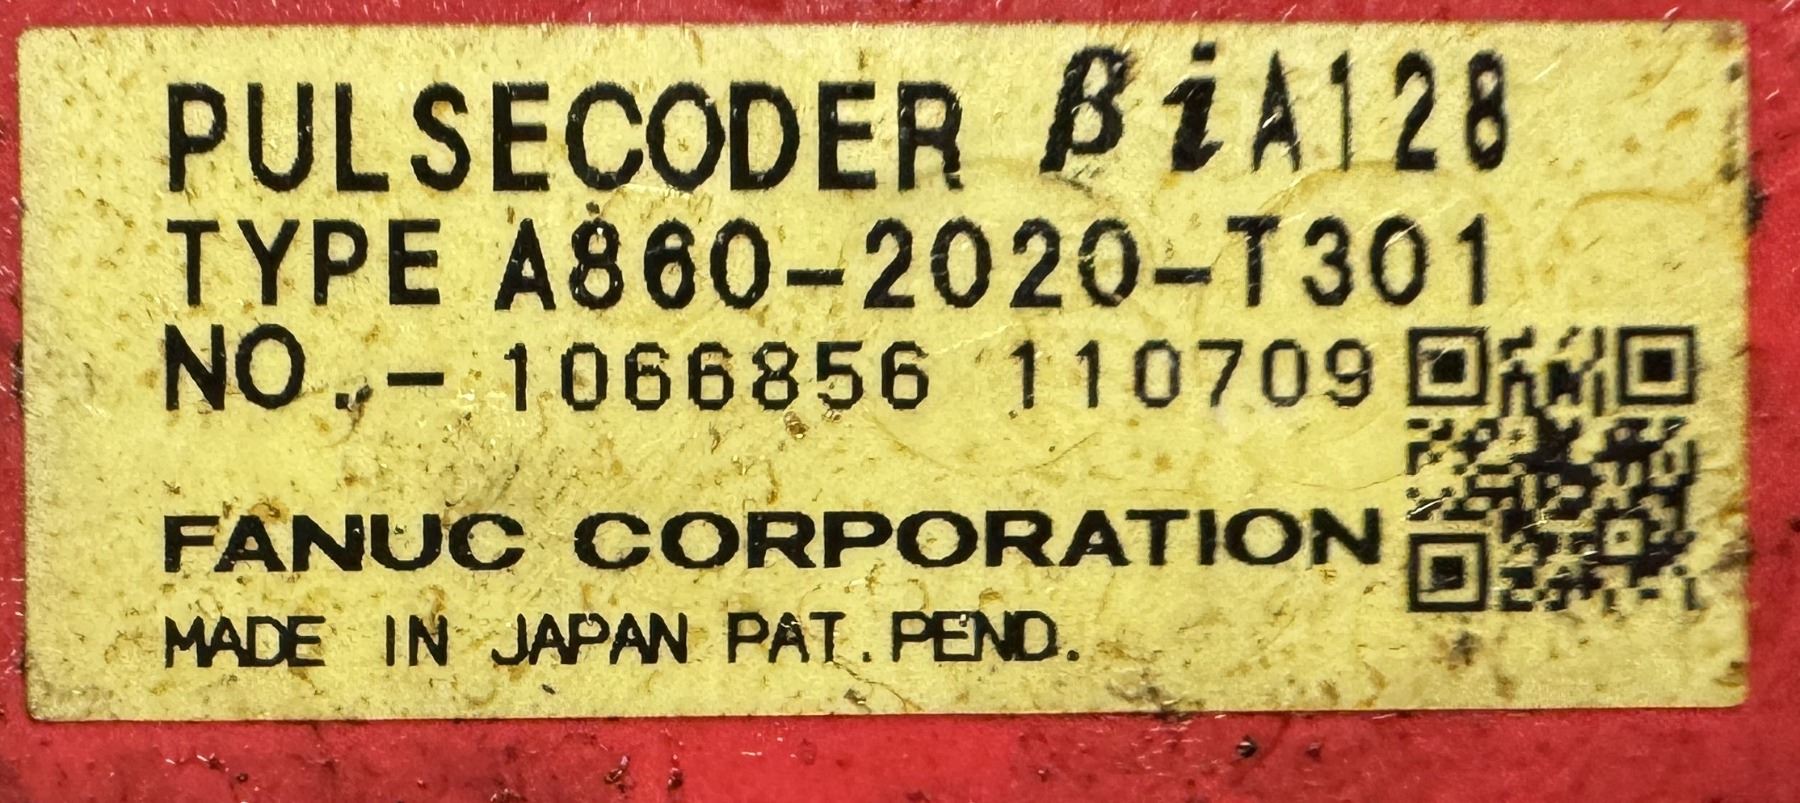 PULSECODER βiA128
TYPE A860-2020-T301
NO.-1066856 110709
FANUC CORPORATION
MADE IN JAPAN PAT. PEND.